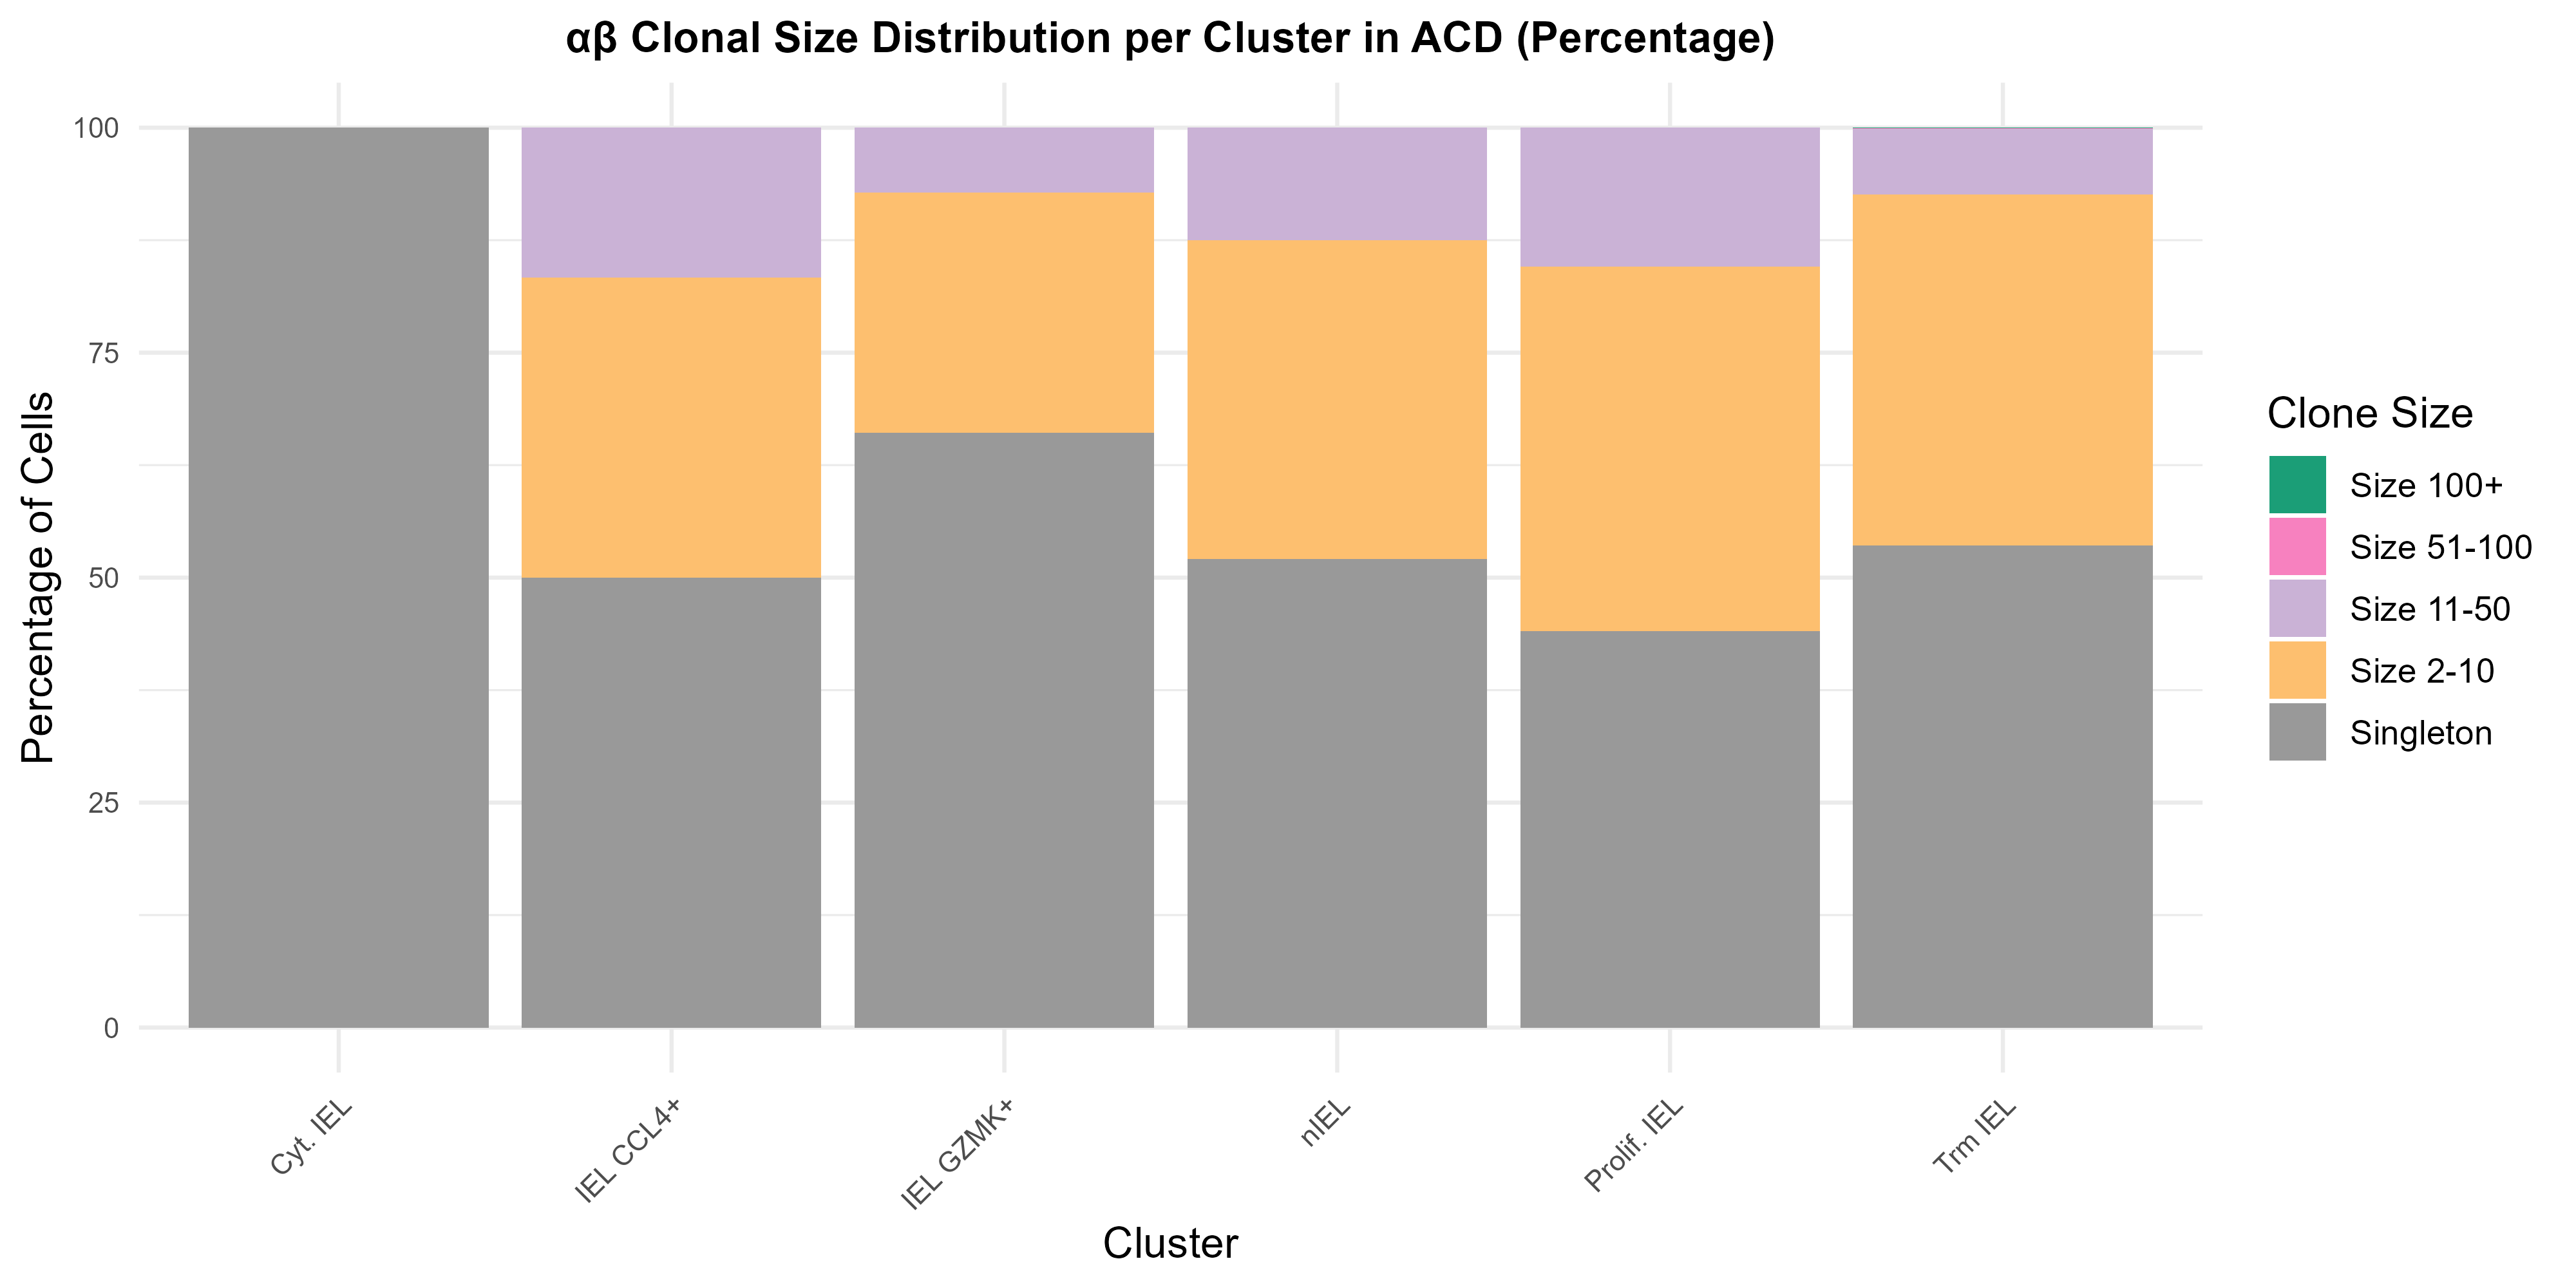 αβ Clonal Size Distribution per Cluster in ACD (Percentage)
Percentage of Cells
100
75
50
25
0
Cyt. IEL
IEL CCL4+
IEL GZMK+
nIEL
Prolif. IEL
Trm IEL
Cluster
Clone Size
Size 100+
Size 51-100
Size 11-50
Size 2-10
Singleton